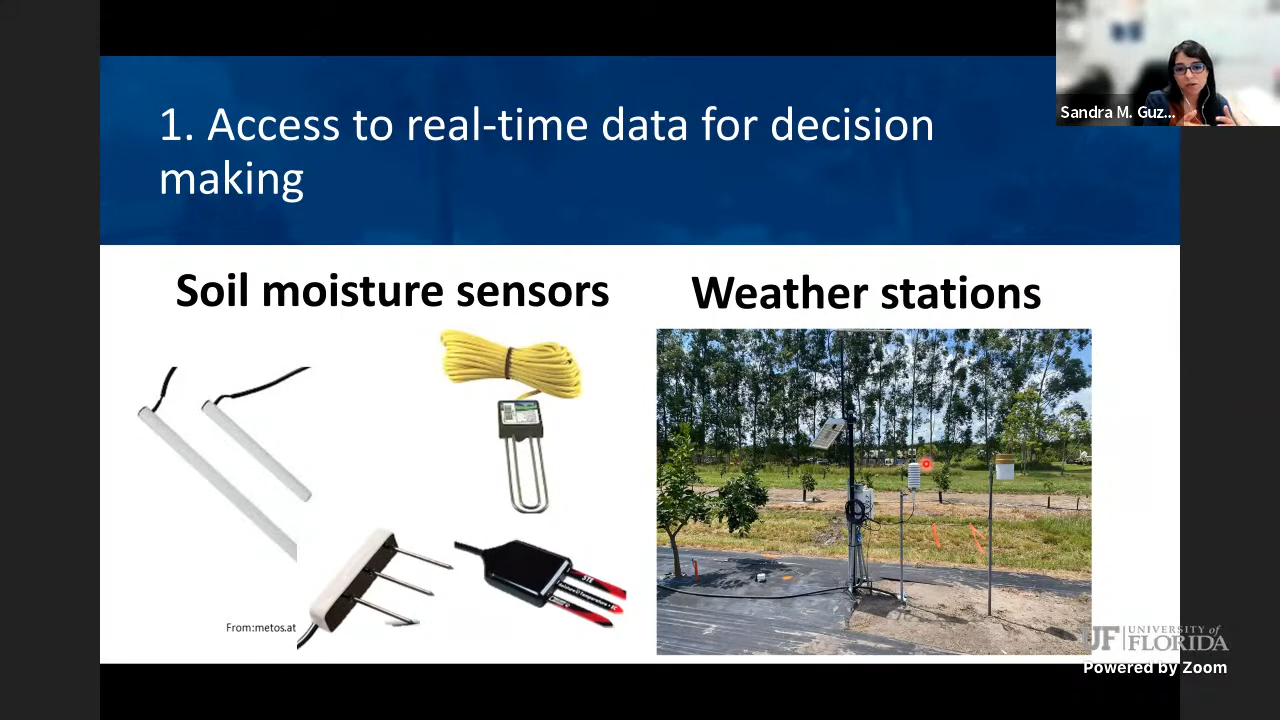 Sandra M. Guz...
1. Access to real-time data for decision
making
Soil moisture sensors
Weather stations
5TE
From:metos.at
UF UNIVERSITY of
FLORIDA
Powered by Zoom